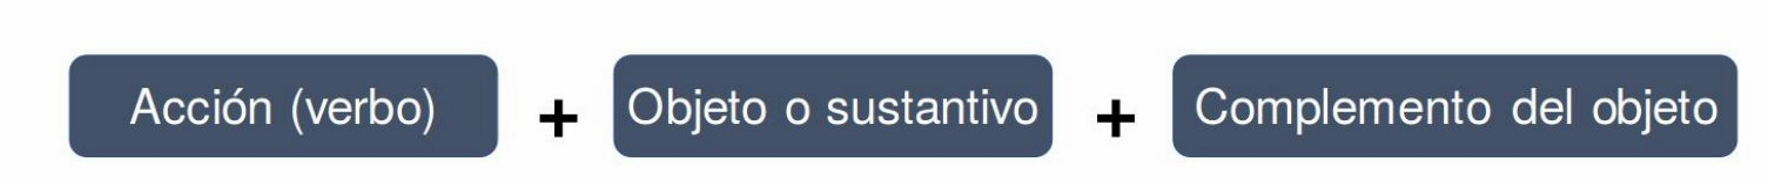 Acción (verbo) + Objeto o sustantivo + Complemento del objeto